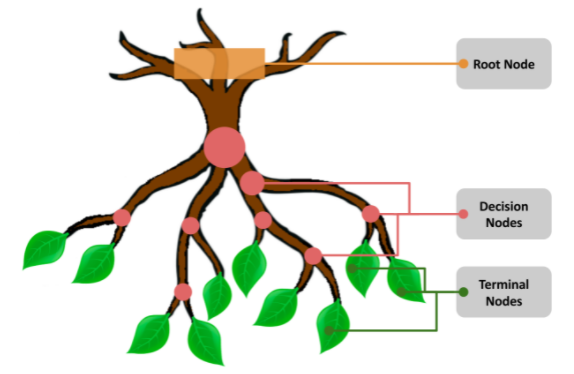 Root Node
Decision
Nodes
Terminal
Nodes